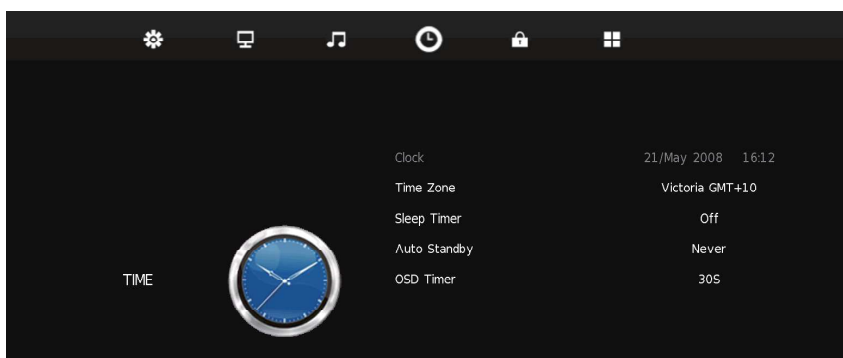 Clock 21/May 2008 16:12
Time Zone Victoria GMT+10
Sleep Timer Off
Auto Standby Never
TIME
OSD Timer 30S